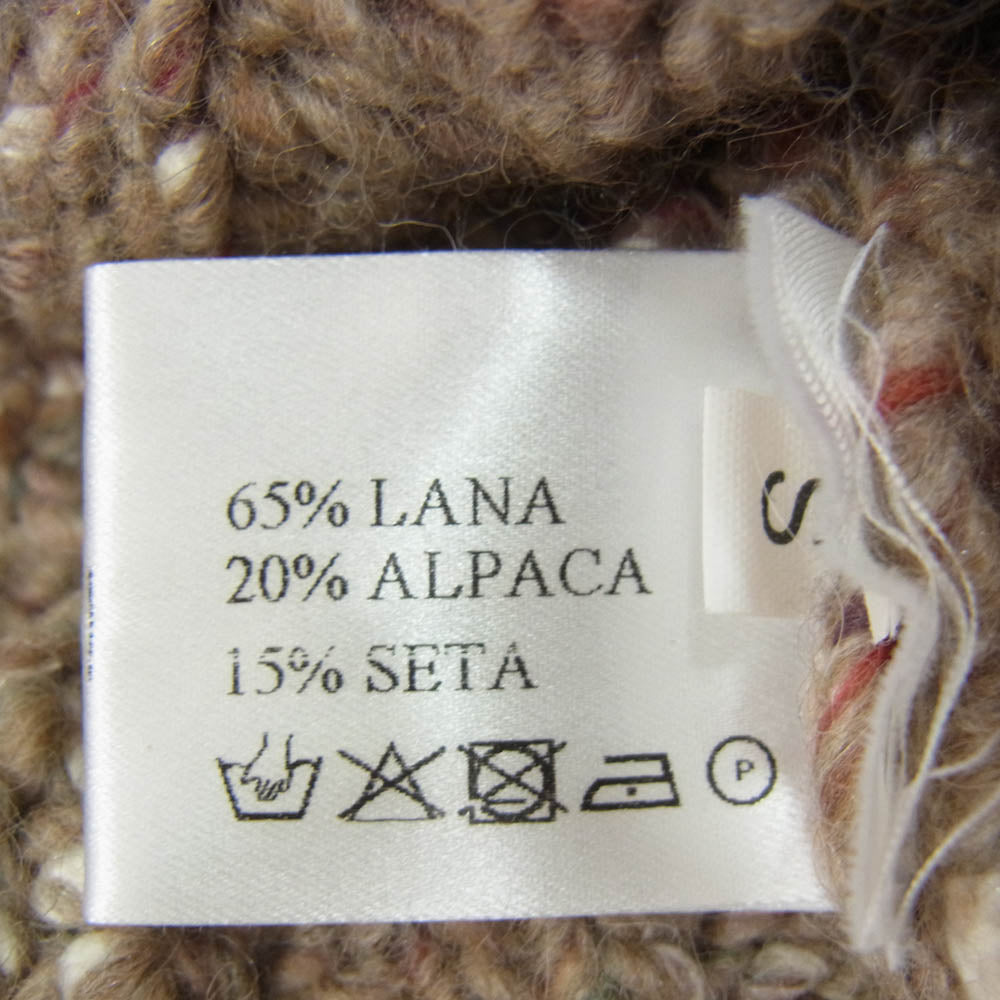 65% LANA
20% ALPACA
15% SETA
S
P